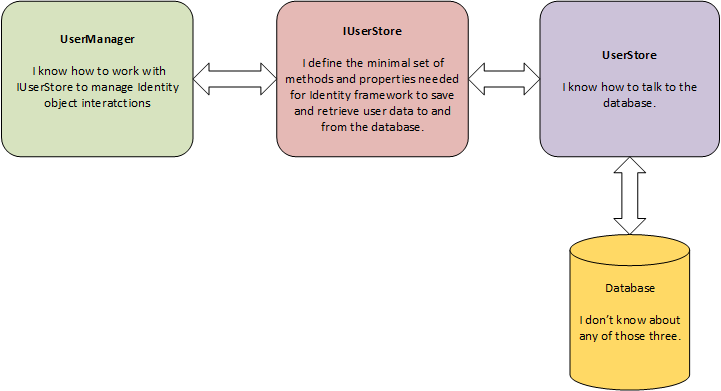 UserManager
I know how to work with
IUserStore to manage Identity
object interatctions
IUserStore
I define the minimal set of
methods and properties needed
for Identity framework to save
and retrieve user data to and
from the database.
UserStore
I know how to talk to the
database.
Database
I don't know about
any of those three.